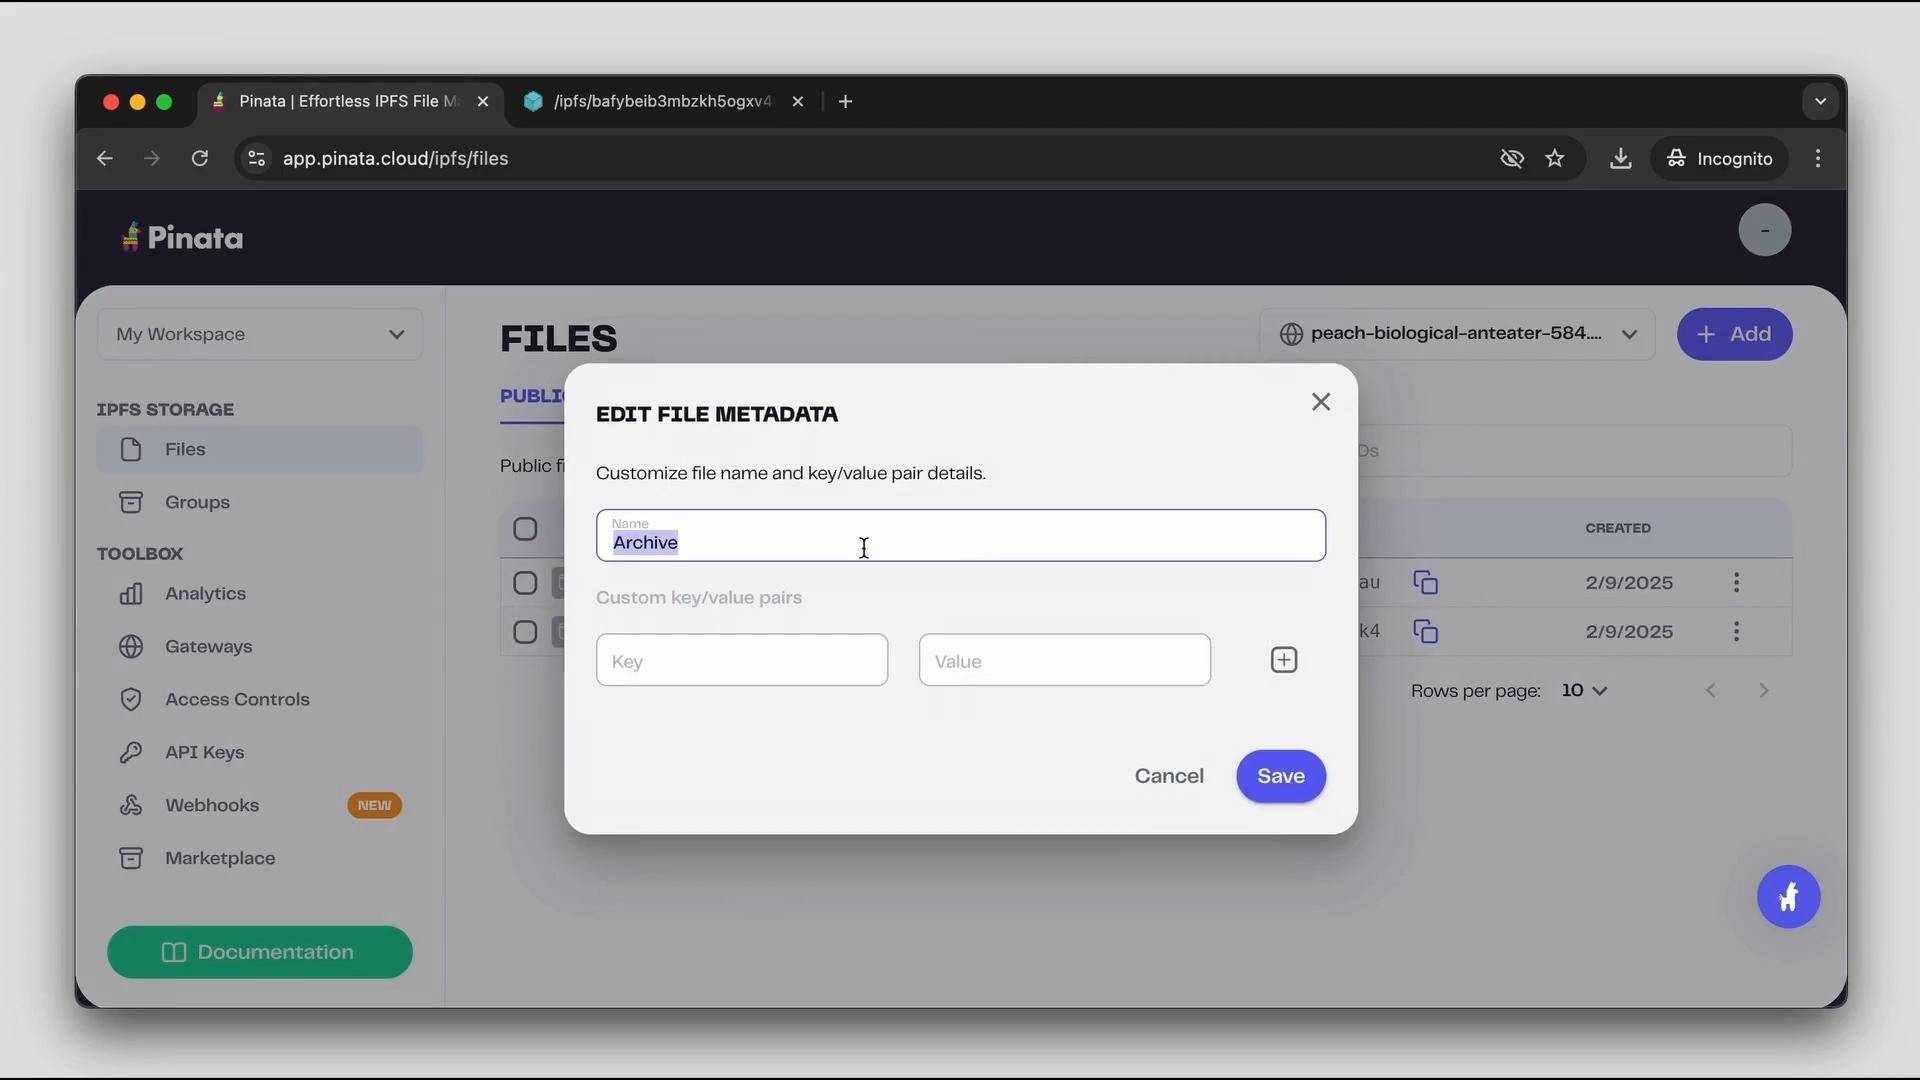 Pinata | Effortless IPFS File M
/ipfs/bafybeib3mbzkh5ogxv4
app.pinata.cloud/ipfs/files
Incognito
Pinata
-
My Workspace
FILES
peach-biological-anteater-584....
+ Add
IPFS STORAGE
Files
Groups
TOOLBOX
Analytics
Gateways
Access Controls
API Keys
Webhooks
NEW
Marketplace
Documentation
PUBLIC
Public fi
Ds
CREATED
au
2/9/2025
k4
2/9/2025
Rows per page: 10
EDIT FILE METADATA
Customize file name and key/value pair details.
Name
Archive
Custom key/value pairs
Key
Value
Cancel
Save